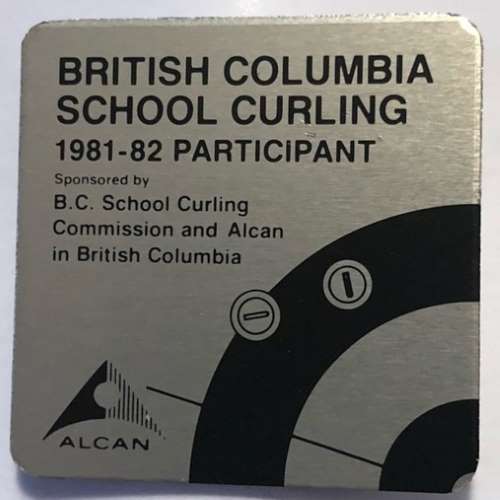 BRITISH COLUMBIA
SCHOOL CURLING
1981-82 PARTICIPANT
Sponsored by
B.C. School Curling
Commission and Alcan
in British Columbia
ALCAN